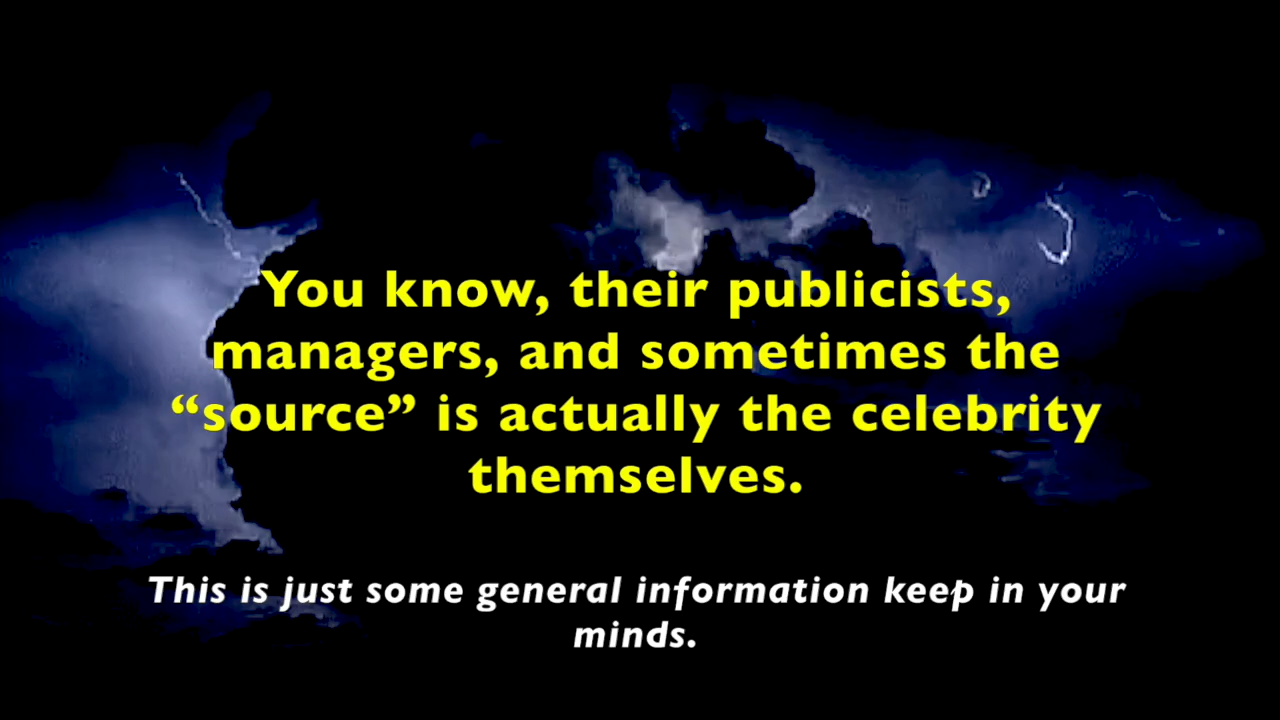 You know, their publicists,
managers, and sometimes the
“source” is actually the celebrity
themselves.
This is just some general information keep in your
minds.